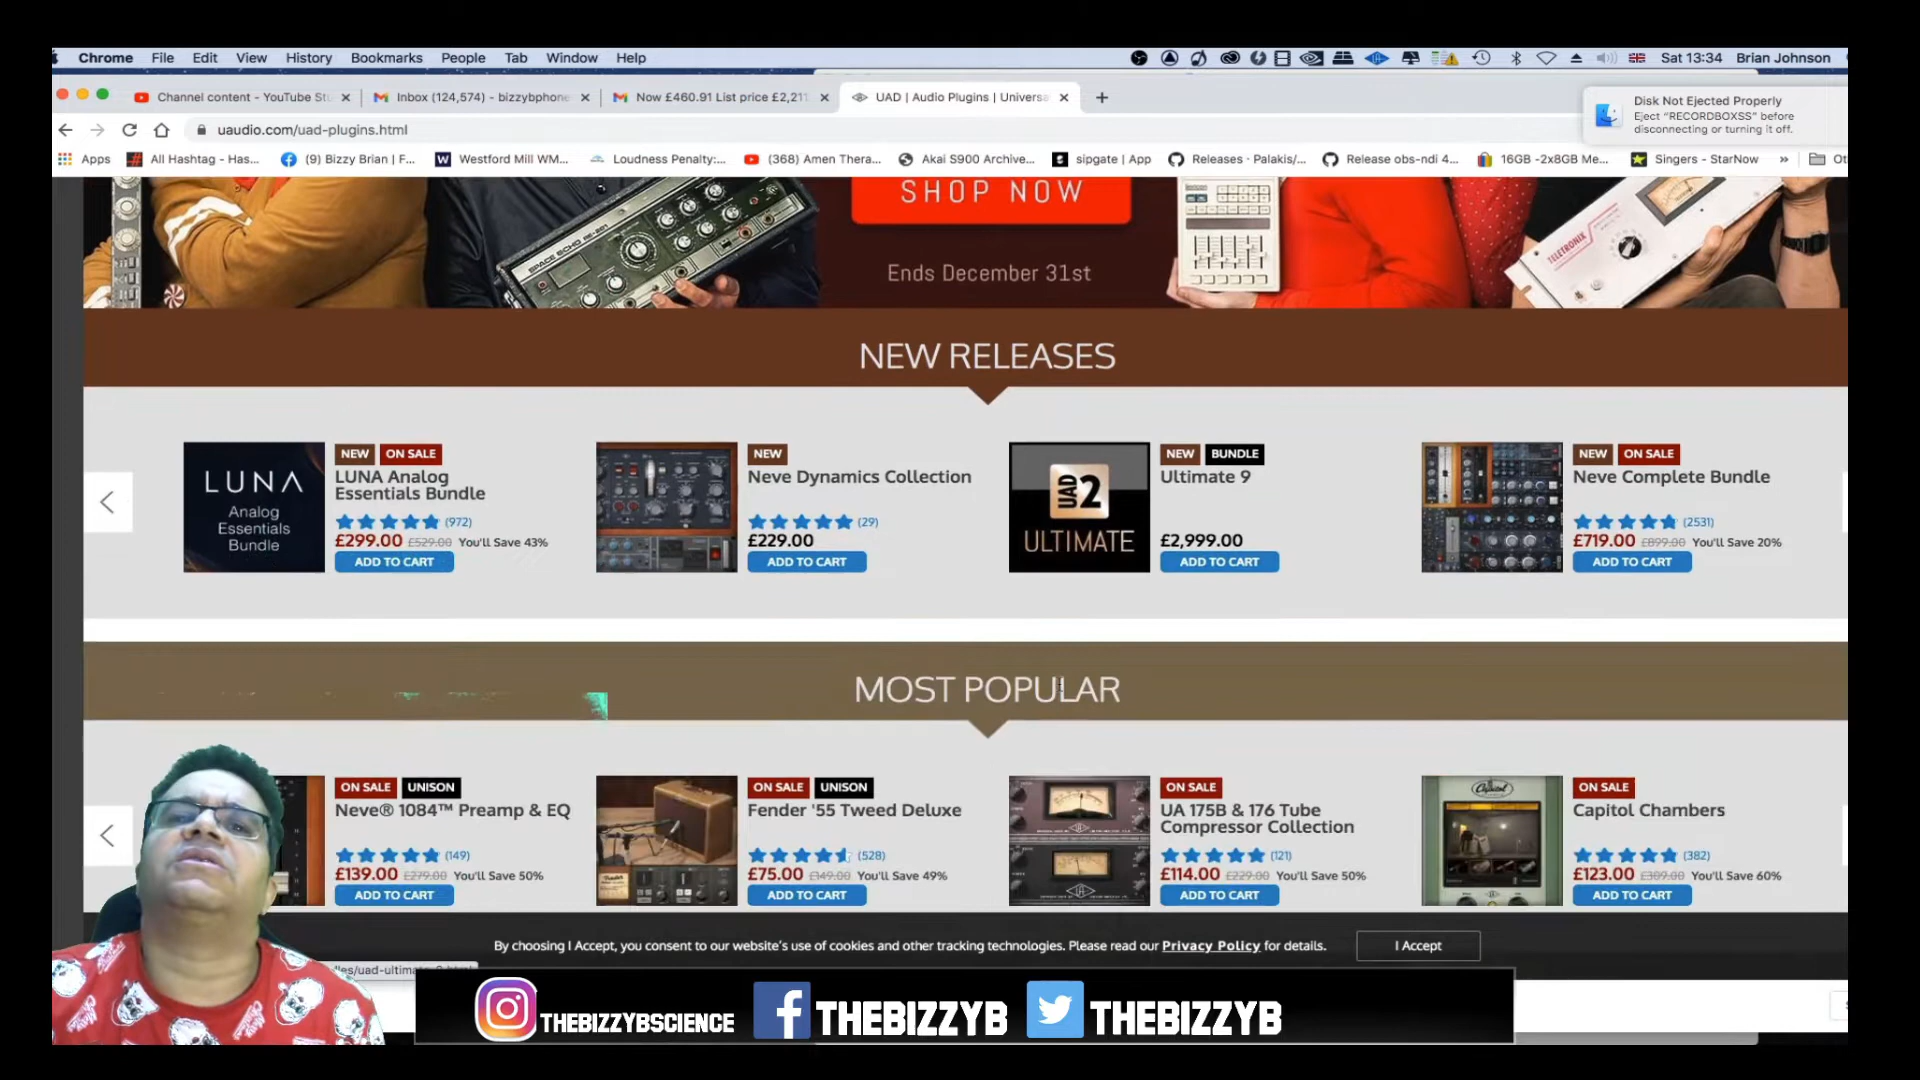 Chrome File Edit View History Bookmarks People Tab Window Help Sat 13:34 Brian Johnson
Channel content - YouTube Stu Inbox (124,574) - bizzybphone Now £460.91 List price £2,211 UAD | Audio Plugins | Universa
Disk Not Ejected Properly
Eject “RECORDBOXSS” before
disconnecting or turning it off.
uaudio.com/uad-plugins.html
Apps All Hashtag - Has... (9) Bizzy Brian | F... Westford Mill WM... Loudness Penalty:... (368) Amen Thera... Akai S900 Archive... sipgate | App Releases · Palakis/... Release obs-ndi 4... 16GB -2x8GB Me... Singers - StarNow » Ot
SHOP NOW
SPACE ECHO RE-201
TELETRONIX
Ends December 31st
NEW RELEASES
LUNA
Analog
Essentials
Bundle
NEW ON SALE
LUNA Analog
Essentials Bundle
(972)
£299.00 £529.00 You'll Save 43%
ADD TO CART
NEW
Neve Dynamics Collection
(29)
£229.00
ADD TO CART
UAD 2
ULTIMATE
NEW BUNDLE
Ultimate 9
£2,999.00
ADD TO CART
NEW ON SALE
Neve Complete Bundle
(2531)
£719.00 £899.00 You'll Save 20%
ADD TO CART
MOST POPULAR
ON SALE UNISON
Neve® 1084™ Preamp & EQ
(149)
£139.00 £279.00 You'll Save 50%
ADD TO CART
ON SALE UNISON
Fender '55 Tweed Deluxe
(528)
£75.00 £149.00 You'll Save 49%
ADD TO CART
ON SALE
UA 175B & 176 Tube
Compressor Collection
(121)
£114.00 £229.00 You'll Save 50%
ADD TO CART
Capitol
ON SALE
Capitol Chambers
(382)
£123.00 £309.00 You'll Save 60%
ADD TO CART
By choosing I Accept, you consent to our website's use of cookies and other tracking technologies. Please read our Privacy Policy for details. I Accept
THEBIZZYBSCIENCE THEBIZZYB THEBIZZYB